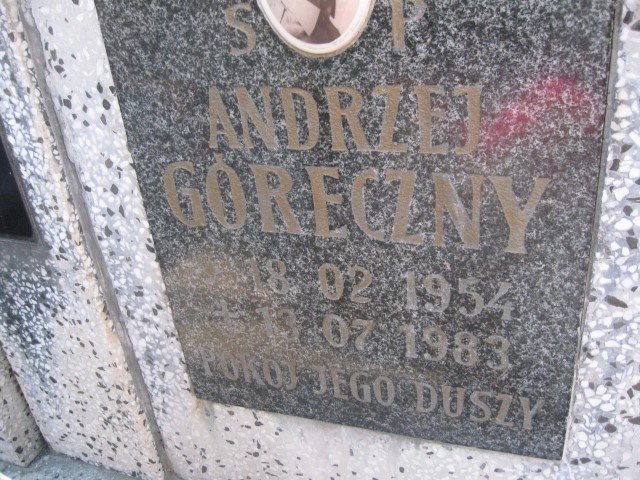 S P
ANDRZEJ
GÓRECZNY
* 18 02 1954
+ 13 07 1983
POKÓJ JEGO DUSZY